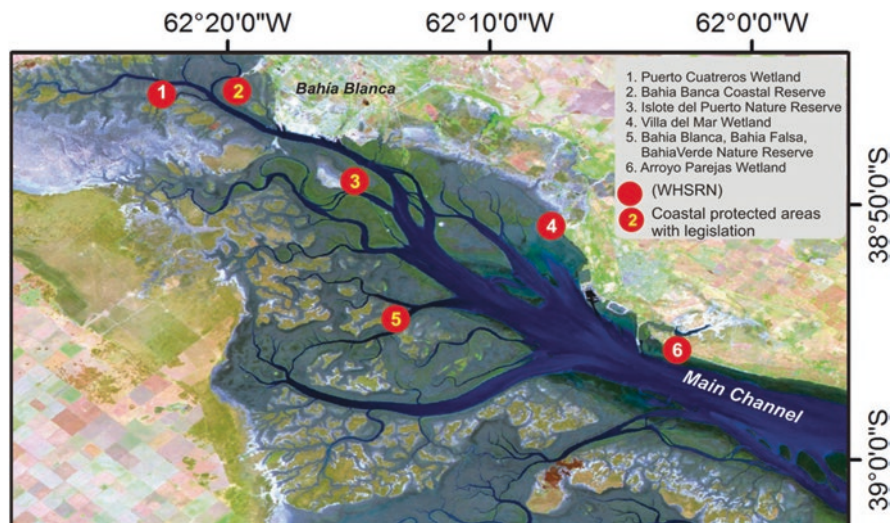 62°20'0"W
62°10'0"W
62°0'0"W
Bahía Blanca
1. Puerto Cuatreros Wetland
2. Bahia Banca Coastal Reserve
3. Islote del Puerto Nature Reserve
4. Villa del Mar Wetland
5. Bahia Blanca, Bahia Falsa,
BahiaVerde Nature Reserve
6. Arroyo Parejas Wetland
(WHSRN)
2 Coastal protected areas
with legislation
1
2
3
4
5
6
Main Channel
38°50'0"S
39°0'0"S